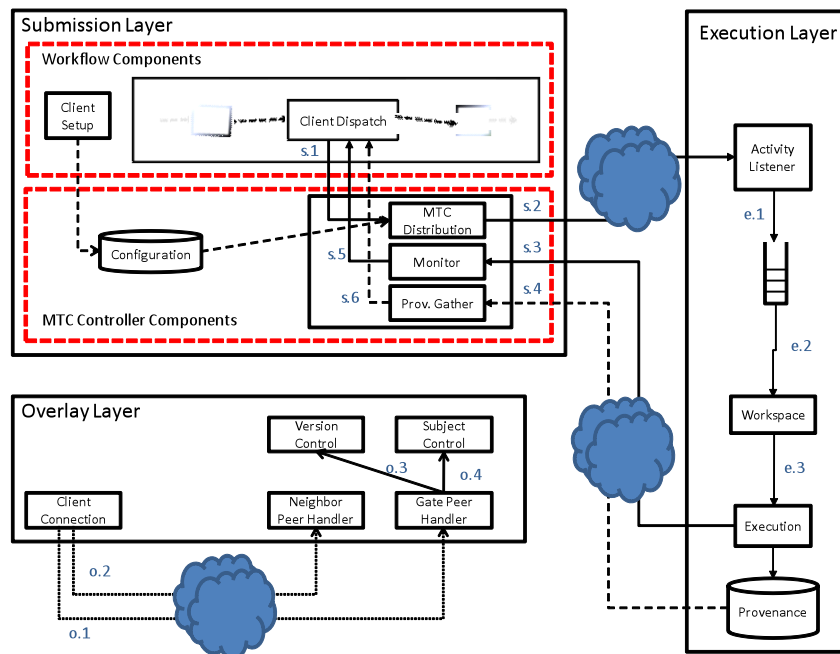 Submission Layer
Workflow Components
Client
Setup
Client Dispatch
s.1
MTC
Distribution
s.2
Configuration
s.5
Monitor
s.3
s.6
Prov. Gather
s.4
MTC Controller Components
Execution Layer
Activity
Listener
e.1
e.2
Workspace
e.3
Execution
Provenance
Overlay Layer
Version
Control
Subject
Control
o.3
o.4
Client
Connection
Neighbor
Peer Handler
Gate Peer
Handler
o.2
o.1